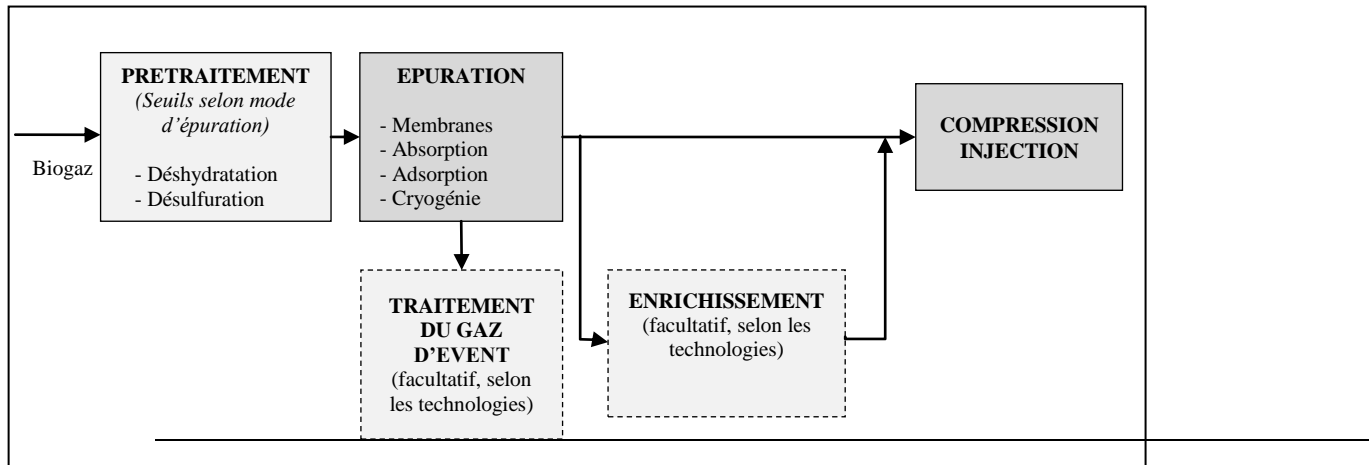 Biogaz
PRETRAITEMENT
(Seuils selon mode
d'épuration)
- Déshydratation
- Désulfuration
EPURATION
- Membranes
- Absorption
- Adsorption
- Cryogénie
TRAITEMENT
DU GAZ
D'EVENT
(facultatif, selon
les technologies)
ENRICHISSEMENT
(facultatif, selon les
technologies)
COMPRESSION
INJECTION